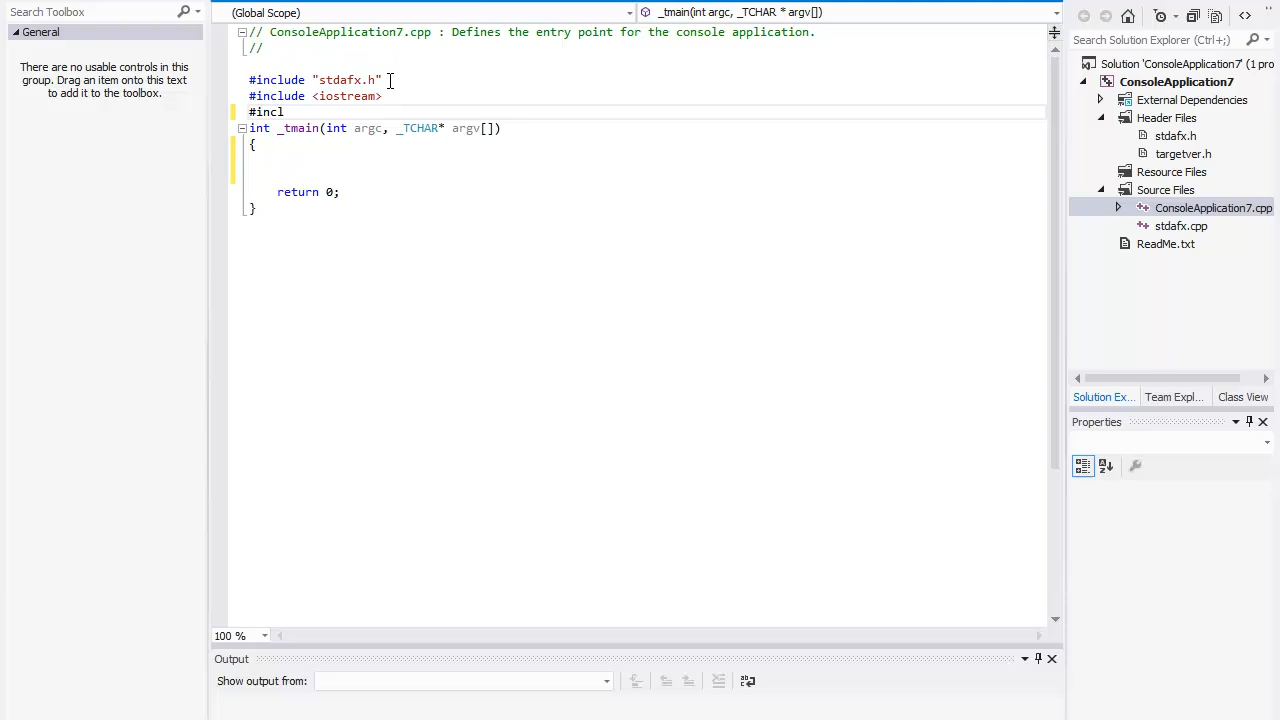 Search Toolbox
General
There are no usable controls in this
group. Drag an item onto this text
to add it to the toolbox.
(Global Scope)
_tmain(int argc, _TCHAR * argv[])
// ConsoleApplication7.cpp : Defines the entry point for the console application.
//
#include "stdafx.h"
#include <iostream>
#incl
int _tmain(int argc, _TCHAR* argv[])
{
return 0;
}
100 %
Output
Show output from:
Search Solution Explorer (Ctrl+;)
Solution 'ConsoleApplication7' (1 pro
ConsoleApplication7
External Dependencies
Header Files
stdafx.h
targetver.h
Resource Files
Source Files
ConsoleApplication7.cpp
stdafx.cpp
ReadMe.txt
Solution Ex...
Team Expl...
Class View
Properties